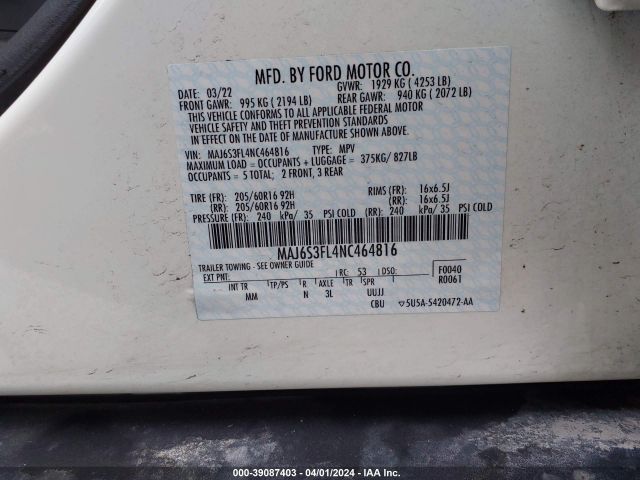 MFD. BY FORD MOTOR CO.
DATE: 03/22 GVWR: 1929 KG ( 4253 LB)
FRONT GAWR: 995 KG ( 2194 LB) REAR GAWR: 940 KG ( 2072 LB)
THIS VEHICLE CONFORMS TO ALL APPLICABLE FEDERAL MOTOR
VEHICLE SAFETY AND THEFT PREVENTION STANDARDS
IN EFFECT ON THE DATE OF MANUFACTURE SHOWN ABOVE.
VIN: MAJ6S3FL4NC464816 TYPE: MPV
MAXIMUM LOAD = OCCUPANTS + LUGGAGE = 375KG/ 827LB
OCCUPANTS = 5 TOTAL; 2 FRONT, 3 REAR
TIRE (FR): 205/60R16 92H RIMS (FR): 16x6.5J
(RR): 205/60R16 92H (RR): 16x6.5J
PRESSURE (FR): 240 kPa/ 35 PSI COLD (RR): 240 kPa/ 35 PSI COLD
MAJ6S3FL4NC464816
TRAILER TOWING - SEE OWNER GUIDE
EXT PNT: RC: 53 DSO: F0040
R006T
INT TR TP/PS R AXLE TR SPR
MM N 3L UUJJ
CBU 5U5A-5420472-AA
000-39087403 - 04/01/2024 - IAA Inc.